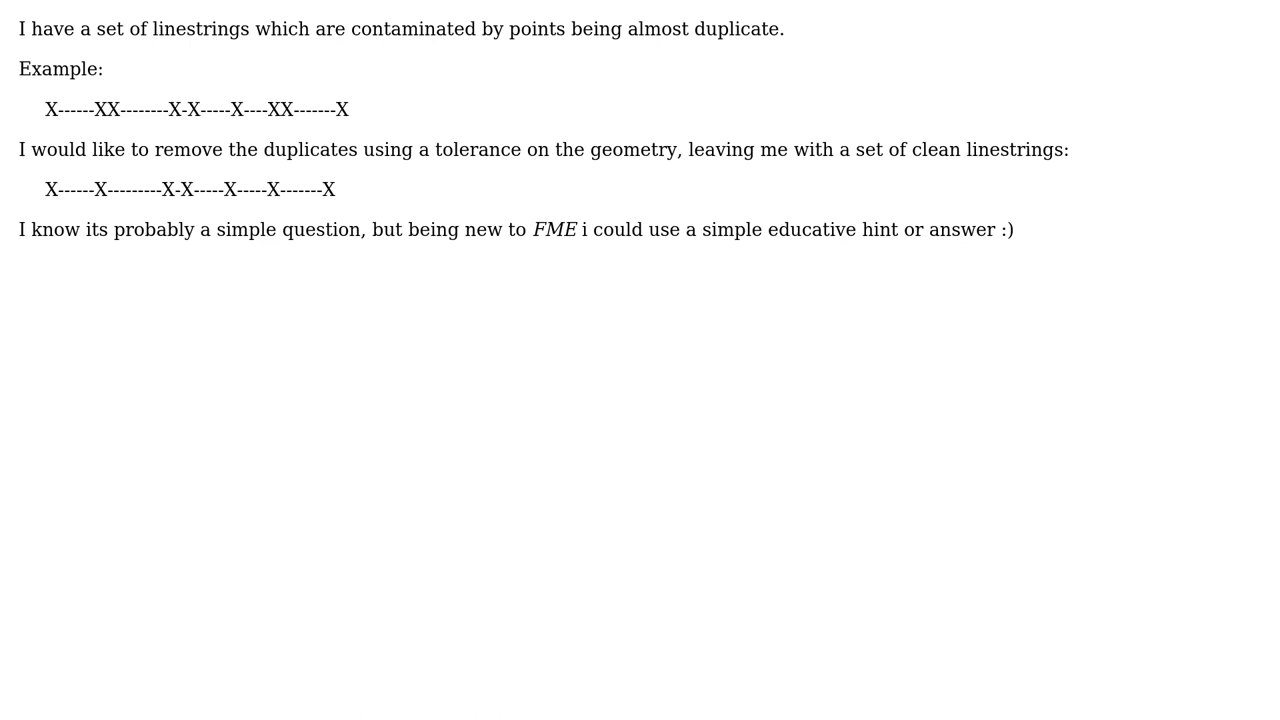 I have a set of linestrings which are contaminated by points being almost duplicate.
Example:
X------XX--------X-X-----X----XX-------X
I would like to remove the duplicates using a tolerance on the geometry, leaving me with a set of clean linestrings:
X------X---------X-X-----X-----X-------X
I know its probably a simple question, but being new to FME i could use a simple educative hint or answer :)